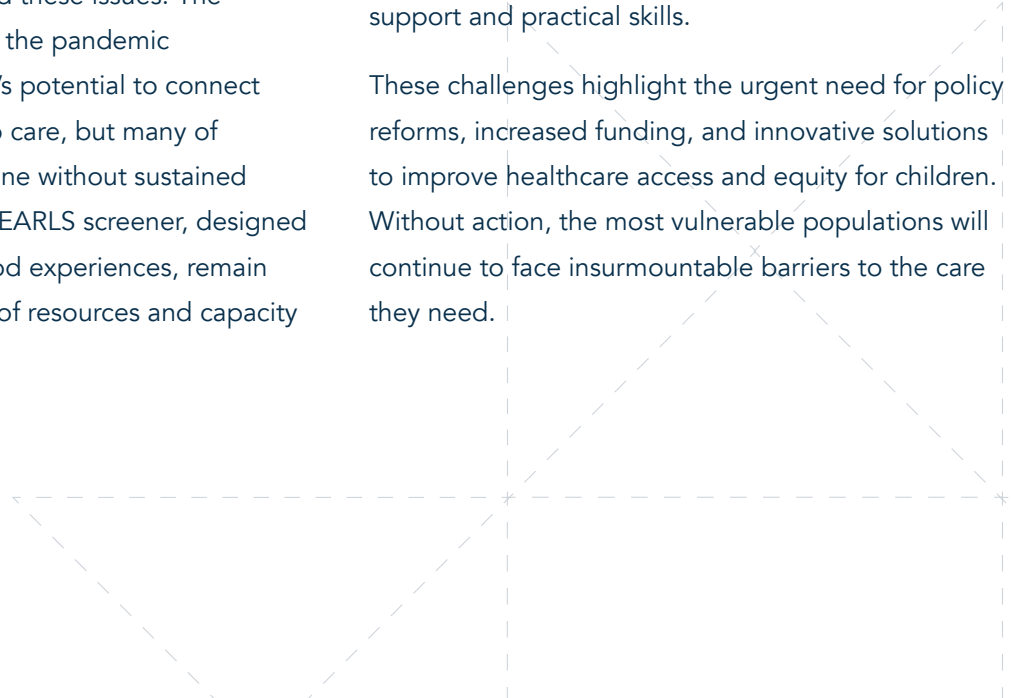 these issues. The
the pandemic
's potential to connect
care, but many of
without sustained
EARLS screener, designed
experiences, remain
of resources and capacity
support and practical skills.
These challenges highlight the urgent need for policy
reforms, increased funding, and innovative solutions
to improve healthcare access and equity for children.
Without action, the most vulnerable populations will
continue to face insurmountable barriers to the care
they need.